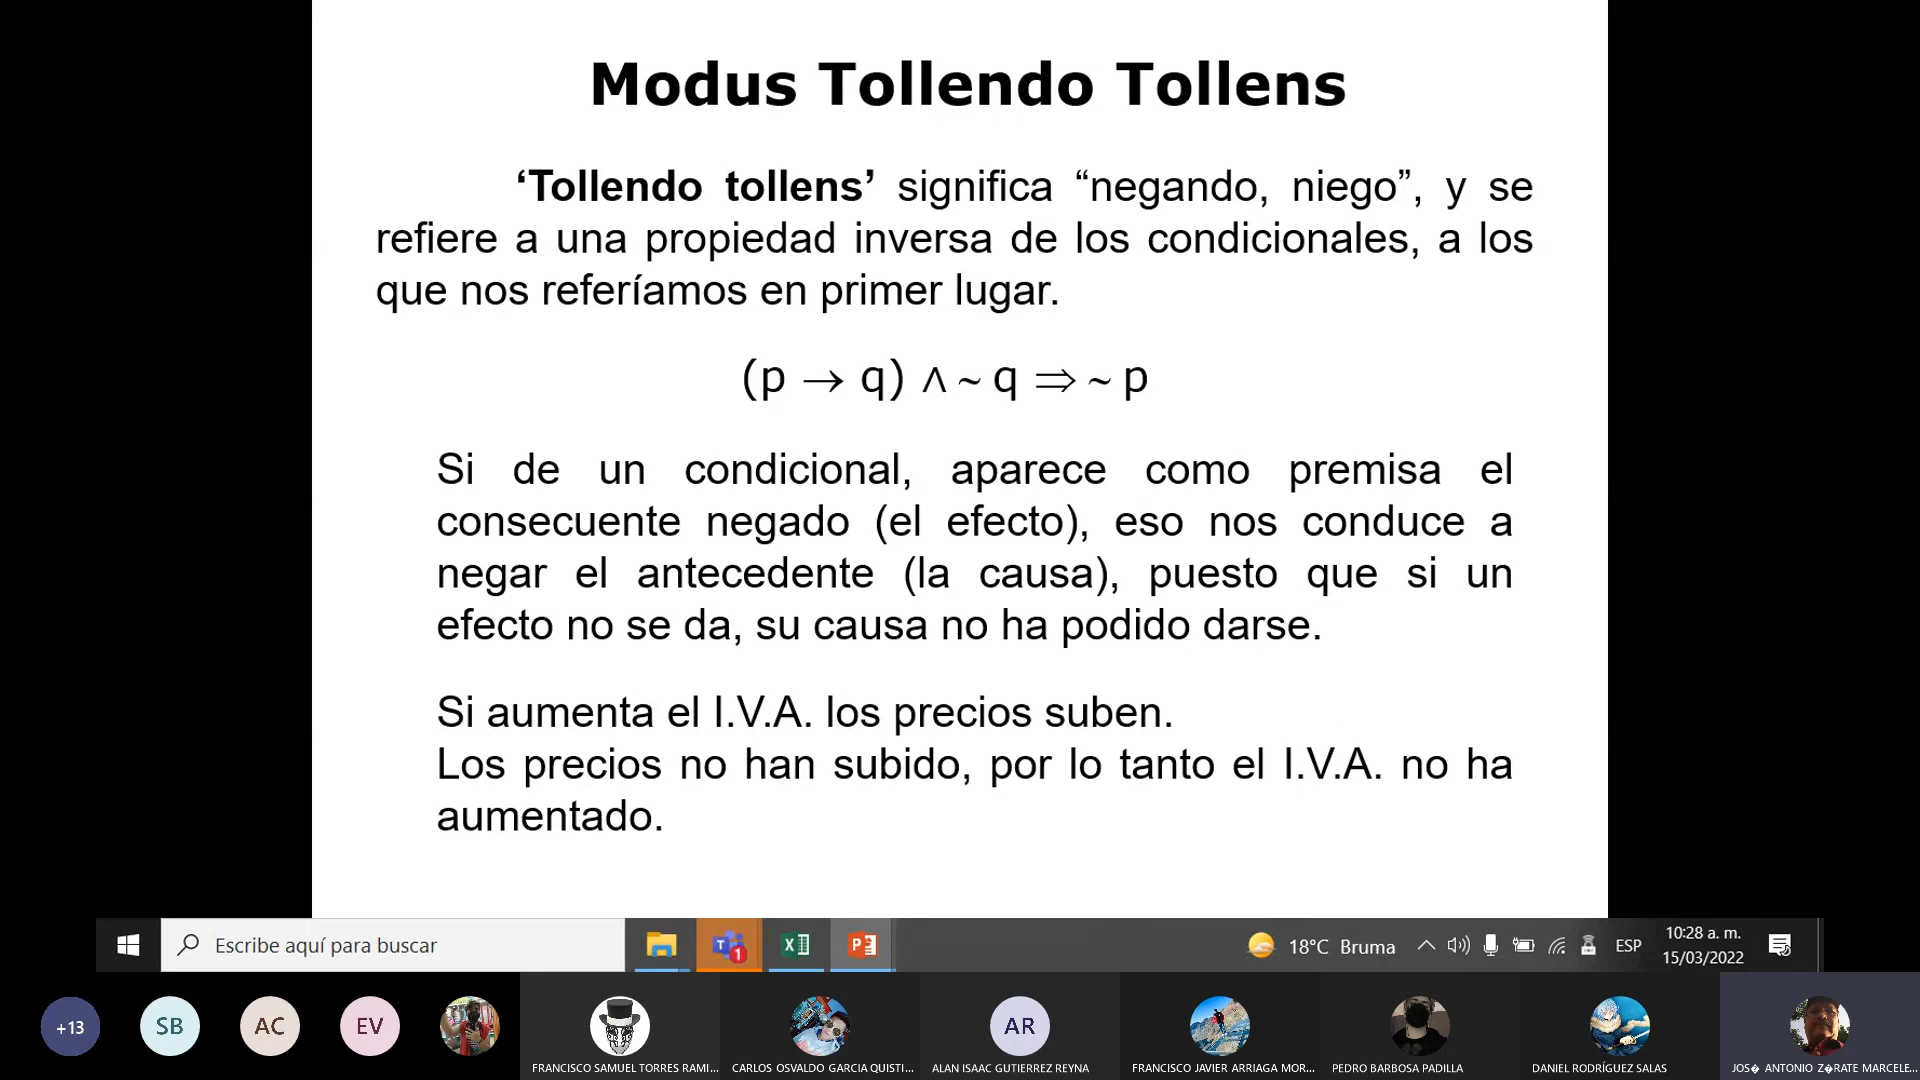 Modus Tollendo Tollens
‘Tollendo tollens’ significa “negando, niego”, y se
refiere a una propiedad inversa de los condicionales, a los
que nos referíamos en primer lugar.
(p → q) ∧ ~ q ⇒ ~ p
Si de un condicional, aparece como premisa el
consecuente negado (el efecto), eso nos conduce a
negar el antecedente (la causa), puesto que si un
efecto no se da, su causa no ha podido darse.
Si aumenta el I.V.A. los precios suben.
Los precios no han subido, por lo tanto el I.V.A. no ha
aumentado.
Escribe aquí para buscar
1
18°C Bruma
ESP
10:28 a. m.
15/03/2022
+13
SB
AC
EV
AR
FRANCISCO SAMUEL TORRES RAMI...
CARLOS OSVALDO GARCIA QUISTI...
ALAN ISAAC GUTIERREZ REYNA
FRANCISCO JAVIER ARRIAGA MOR...
PEDRO BARBOSA PADILLA
DANIEL RODRÍGUEZ SALAS
JOS� ANTONIO Z�RATE MARCELE...